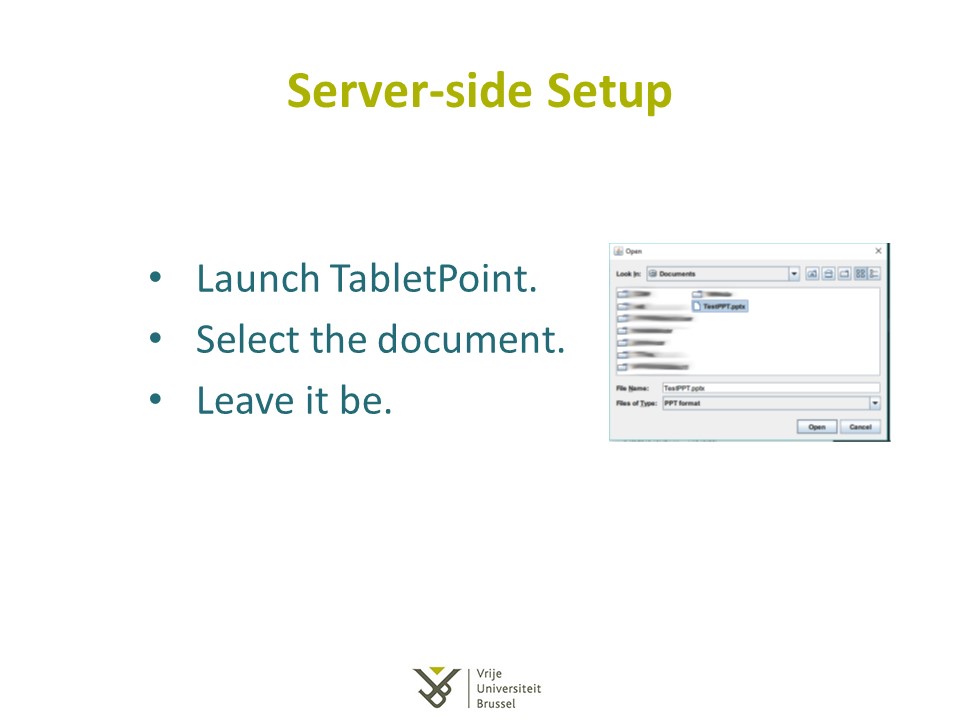 Server-side Setup
• Launch TabletPoint.
• Select the document.
• Leave it be.
Open
Look In: Documents
TestPPT.pptx
File Name: TestPPT.pptx
Files of Type: PPT format
Open Cancel
Vrije
Universiteit
Brussel